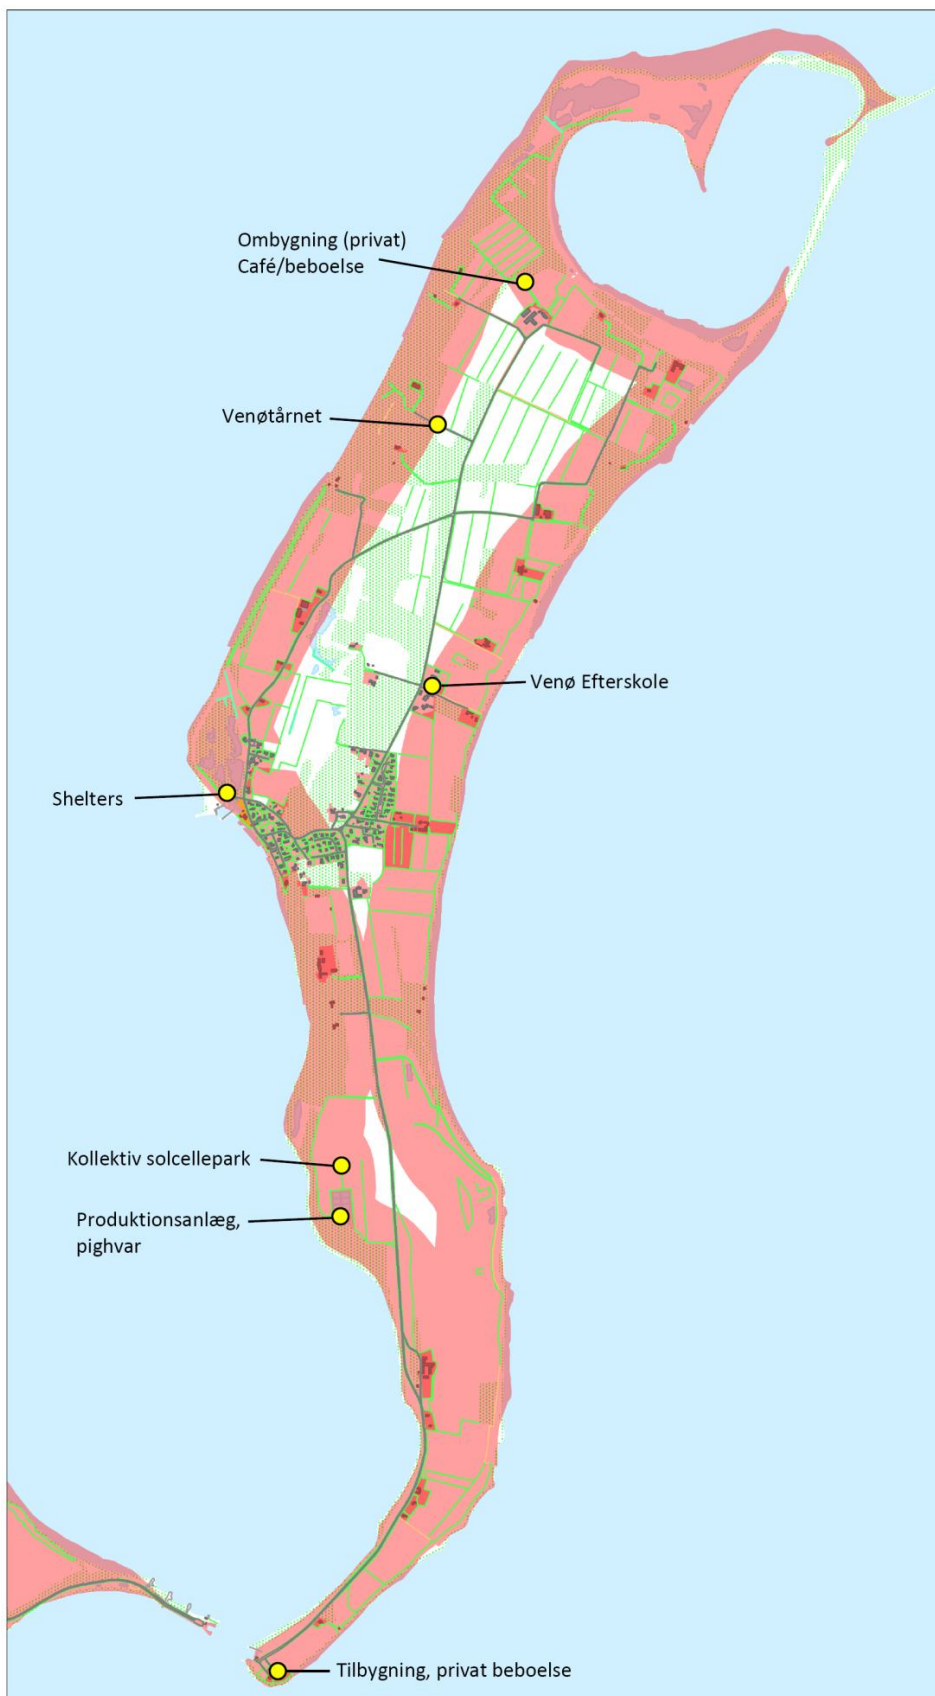 Ombygning (privat)
Café/beboelse
Venøtårnet
Venø Efterskole
Shelters
Kollektiv solcellepark
Produktionsanlæg,
pighvar
Tilbygning, privat beboelse